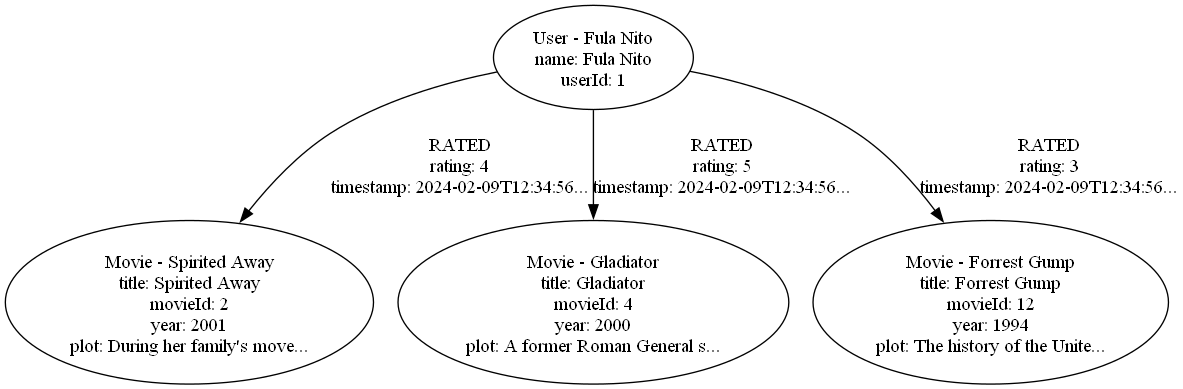 User - Fula Nito
name: Fula Nito
userId: 1
RATED
rating: 4
timestamp: 2024-02-09T12:34:56...
RATED
rating: 5
timestamp: 2024-02-09T12:34:56...
RATED
rating: 3
timestamp: 2024-02-09T12:34:56...
Movie - Spirited Away
title: Spirited Away
movieId: 2
year: 2001
plot: During her family's move...
Movie - Gladiator
title: Gladiator
movieId: 4
year: 2000
plot: A former Roman General s...
Movie - Forrest Gump
title: Forrest Gump
movieId: 12
year: 1994
plot: The history of the Unite...